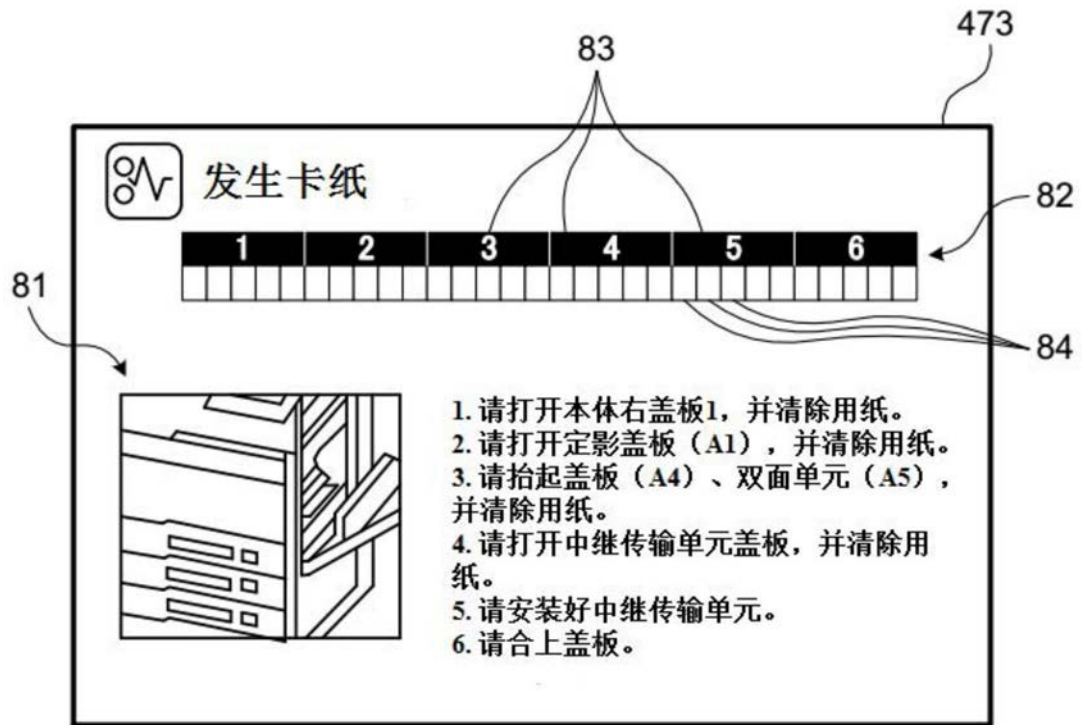 473
83
发生卡纸
82
1 2 3 4 5 6
81
84
1. 请打开本体右盖板1，并清除用纸。
2. 请打开定影盖板（A1），并清除用纸。
3. 请抬起盖板（A4）、双面单元（A5），
并清除用纸。
4. 请打开中继传输单元盖板，并清除用
纸。
5. 请安装好中继传输单元。
6. 请合上盖板。